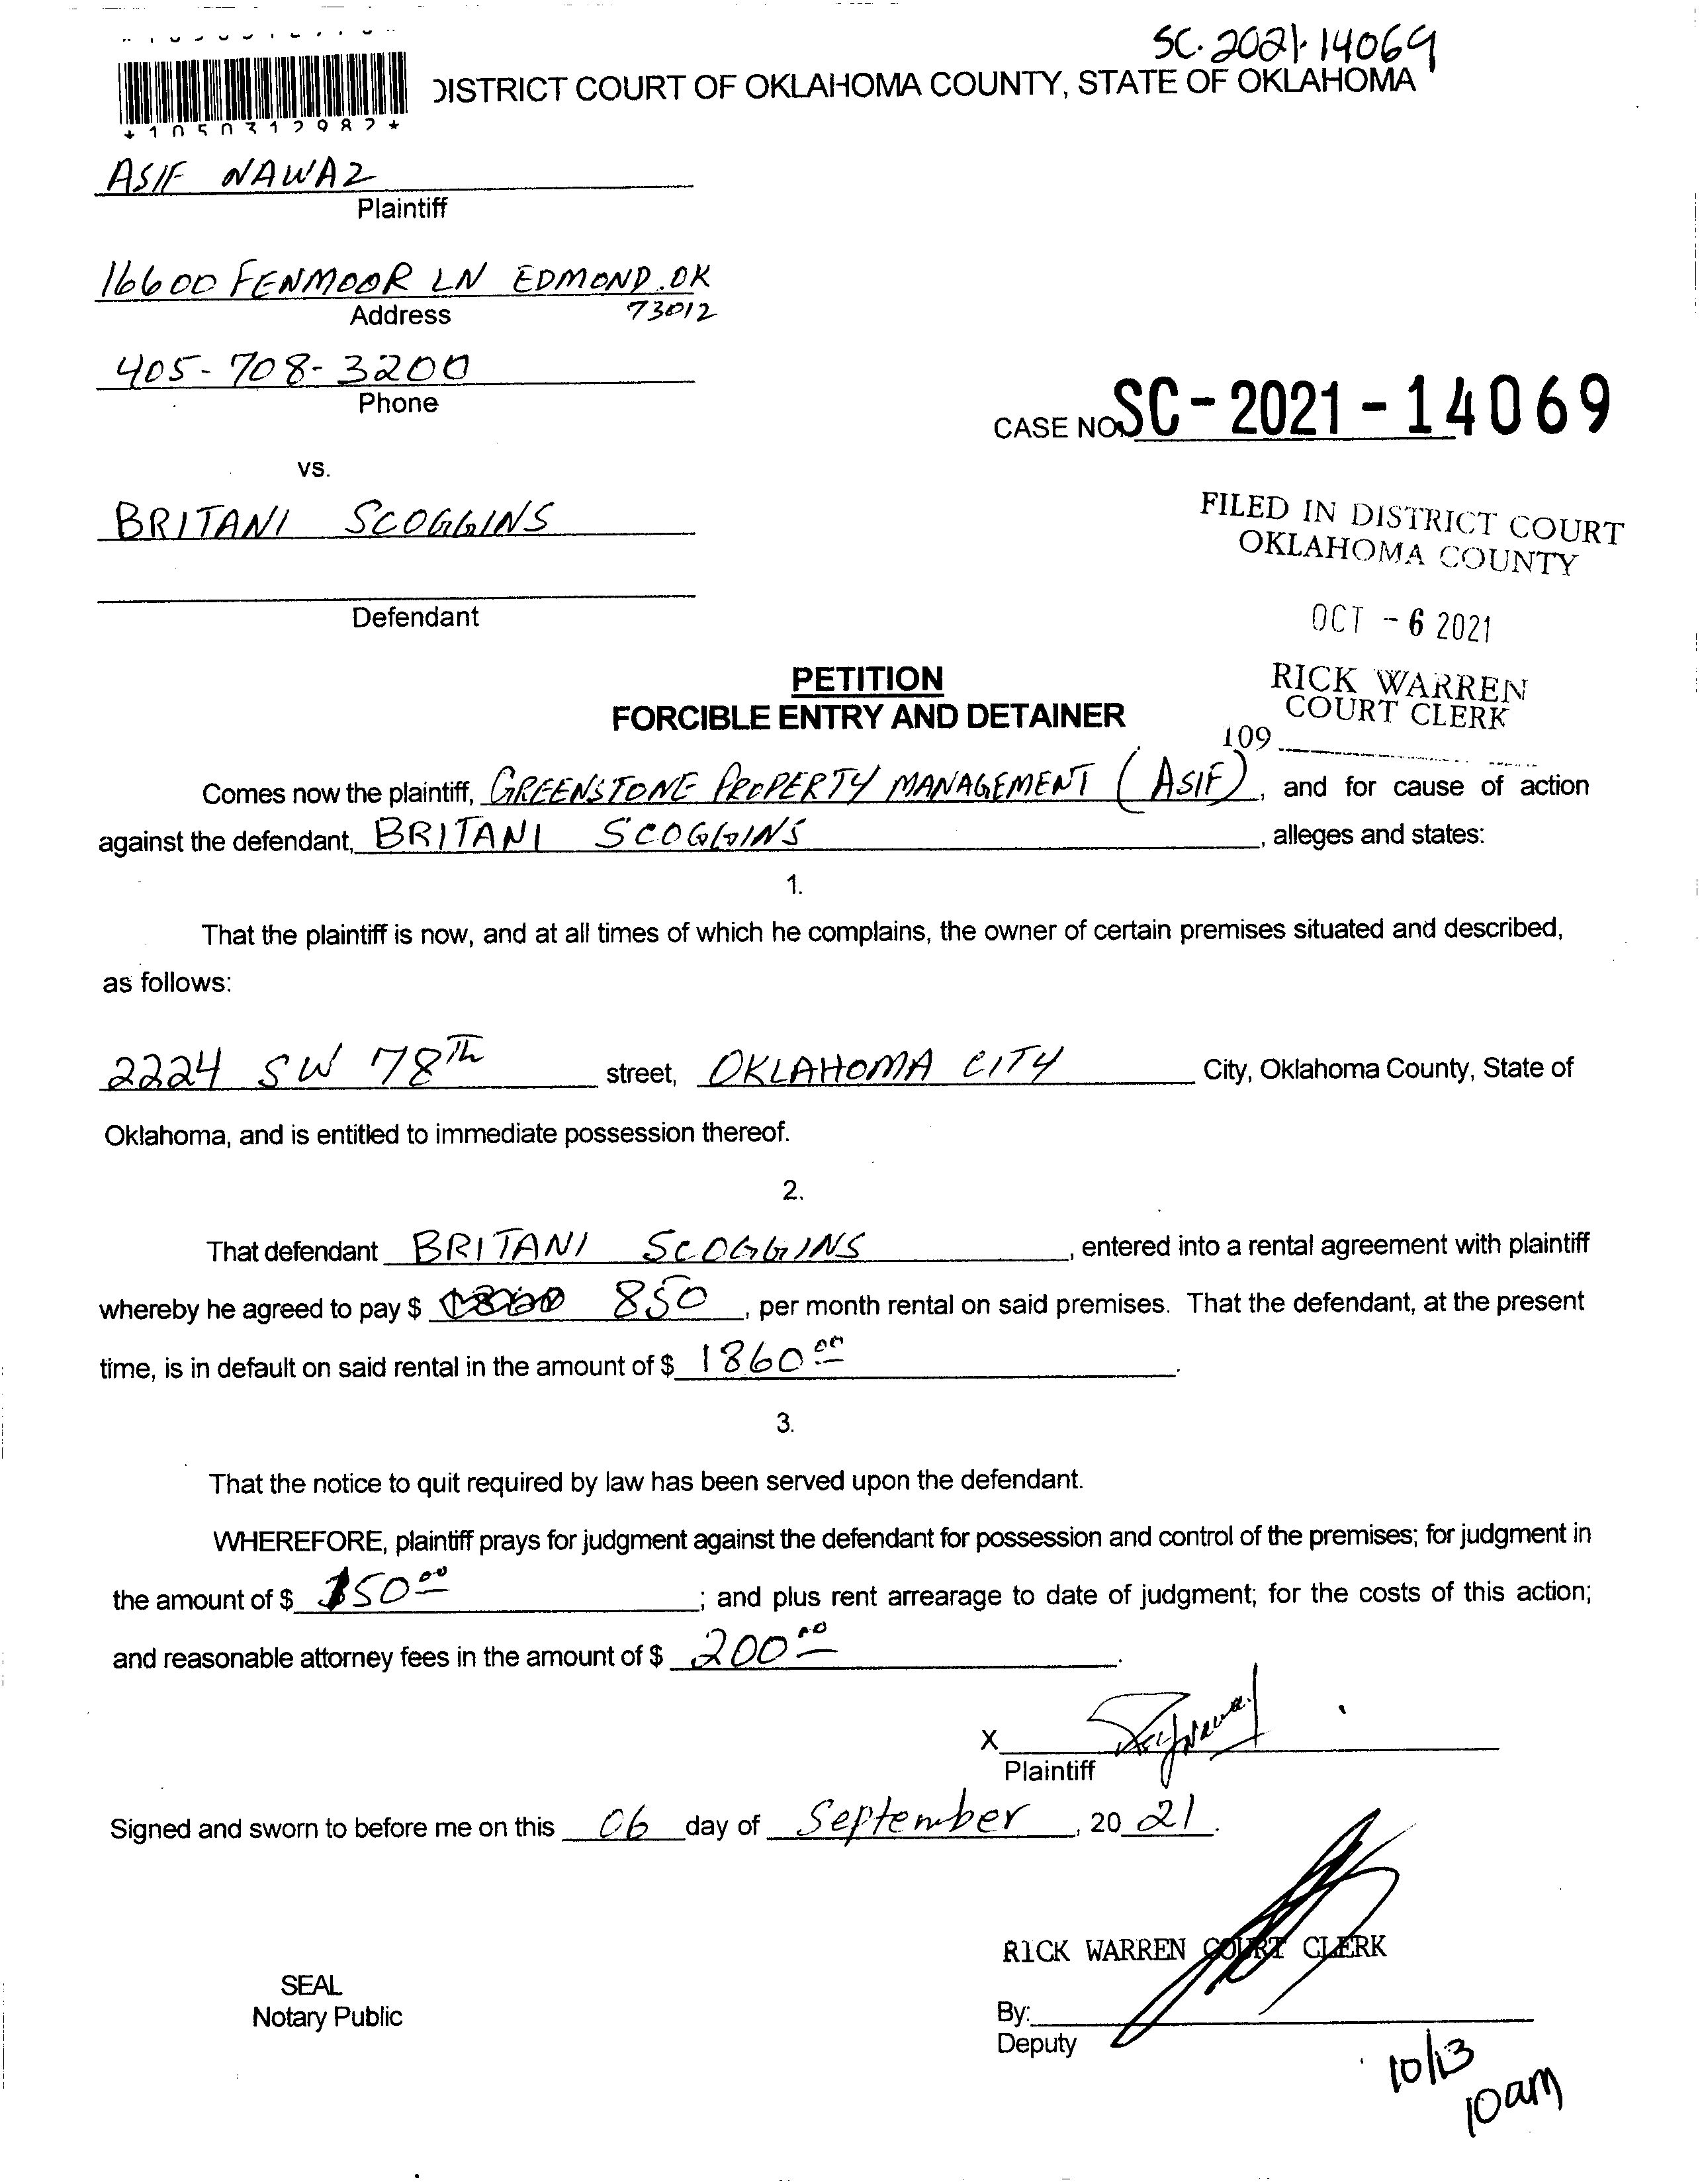 SC-2021-14069
DISTRICT COURT OF OKLAHOMA COUNTY, STATE OF OKLAHOMA
*1050312982*
ASIF NAWAZ
Plaintiff
16600 FENMOOR LN EDMOND.OK
Address 73012
405-708-3200
Phone
CASE NO. SC-2021-14069
vs.
BRITANI SCOGGINS
Defendant
FILED IN DISTRICT COURT
OKLAHOMA COUNTY
OCT -6 2021
RICK WARREN
COURT CLERK
109
PETITION
FORCIBLE ENTRY AND DETAINER
Comes now the plaintiff, GREENSTONE PROPERTY MANAGEMENT (ASIF), and for cause of action
against the defendant, BRITANI SCOGGINS, alleges and states:
1.
That the plaintiff is now, and at all times of which he complains, the owner of certain premises situated and described,
as follows:
2224 SW 78TH street, OKLAHOMA CITY City, Oklahoma County, State of
Oklahoma, and is entitled to immediate possession thereof.
2.
That defendant BRITANI SCOGGINS, entered into a rental agreement with plaintiff
whereby he agreed to pay $ 850, per month rental on said premises. That the defendant, at the present
time, is in default on said rental in the amount of $ 1860 00.
3.
That the notice to quit required by law has been served upon the defendant.
WHEREFORE, plaintiff prays for judgment against the defendant for possession and control of the premises; for judgment in
the amount of $ ; and plus rent arrearage to date of judgment; for the costs of this action;
and reasonable attorney fees in the amount of $ 200 00.
X
Plaintiff
Signed and sworn to before me on this 06 day of September, 20 21.
RICK WARREN COURT CLERK
SEAL
Notary Public
By:
Deputy
10/13
10am